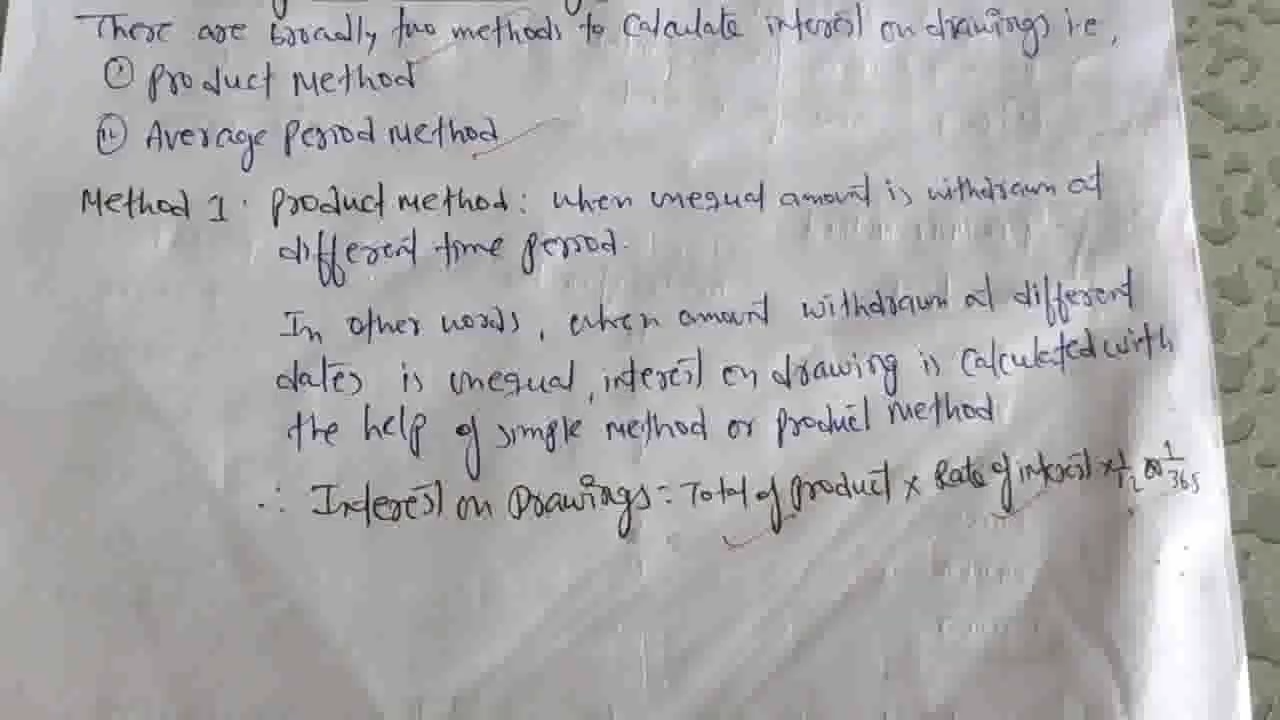 There are broadly two methods to calculate interest on drawings i.e,
(i) Product Method
(ii) Average Period Method
Method 1. Product method: when unequal amount is withdrawn at
different time period.
In other words, when amount withdrawn at different
dates is unequal, interest on drawing is calculated with
the help of simple method or product method
∴ Interest on Drawings = Total of product × Rate of interest × 1/12 or 1/365